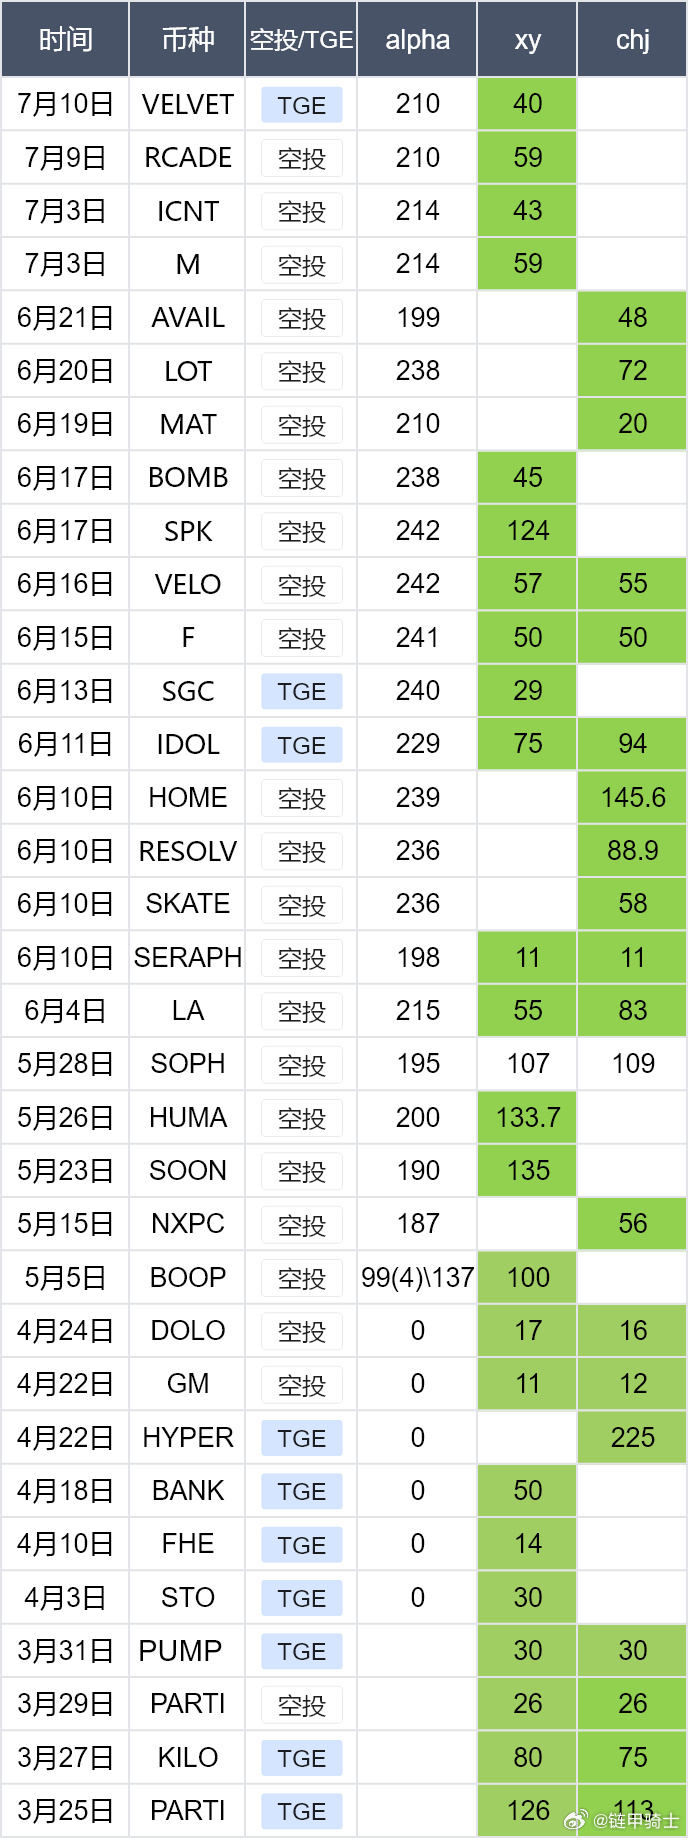 时间 币种 空投/TGE alpha xy chj
7月10日 VELVET TGE 210 40
7月9日 RCADE 空投 210 59
7月3日 ICNT 空投 214 43
7月3日 M 空投 214 59
6月21日 AVAIL 空投 199 48
6月20日 LOT 空投 238 72
6月19日 MAT 空投 210 20
6月17日 BOMB 空投 238 45
6月17日 SPK 空投 242 124
6月16日 VELO 空投 242 57 55
6月15日 F 空投 241 50 50
6月13日 SGC TGE 240 29
6月11日 IDOL TGE 229 75 94
6月10日 HOME 空投 239 145.6
6月10日 RESOLV 空投 236 88.9
6月10日 SKATE 空投 236 58
6月10日 SERAPH 空投 198 11 11
6月4日 LA 空投 215 55 83
5月28日 SOPH 空投 195 107 109
5月26日 HUMA 空投 200 133.7
5月23日 SOON 空投 190 135
5月15日 NXPC 空投 187 56
5月5日 BOOP 空投 99(4)\137 100
4月24日 DOLO 空投 0 17 16
4月22日 GM 空投 0 11 12
4月22日 HYPER TGE 0 225
4月18日 BANK TGE 0 50
4月10日 FHE TGE 0 14
4月3日 STO TGE 0 30
3月31日 PUMP TGE 30 30
3月29日 PARTI 空投 26 26
3月27日 KILO TGE 80 75
3月25日 PARTI TGE 126 113
@链甲骑士